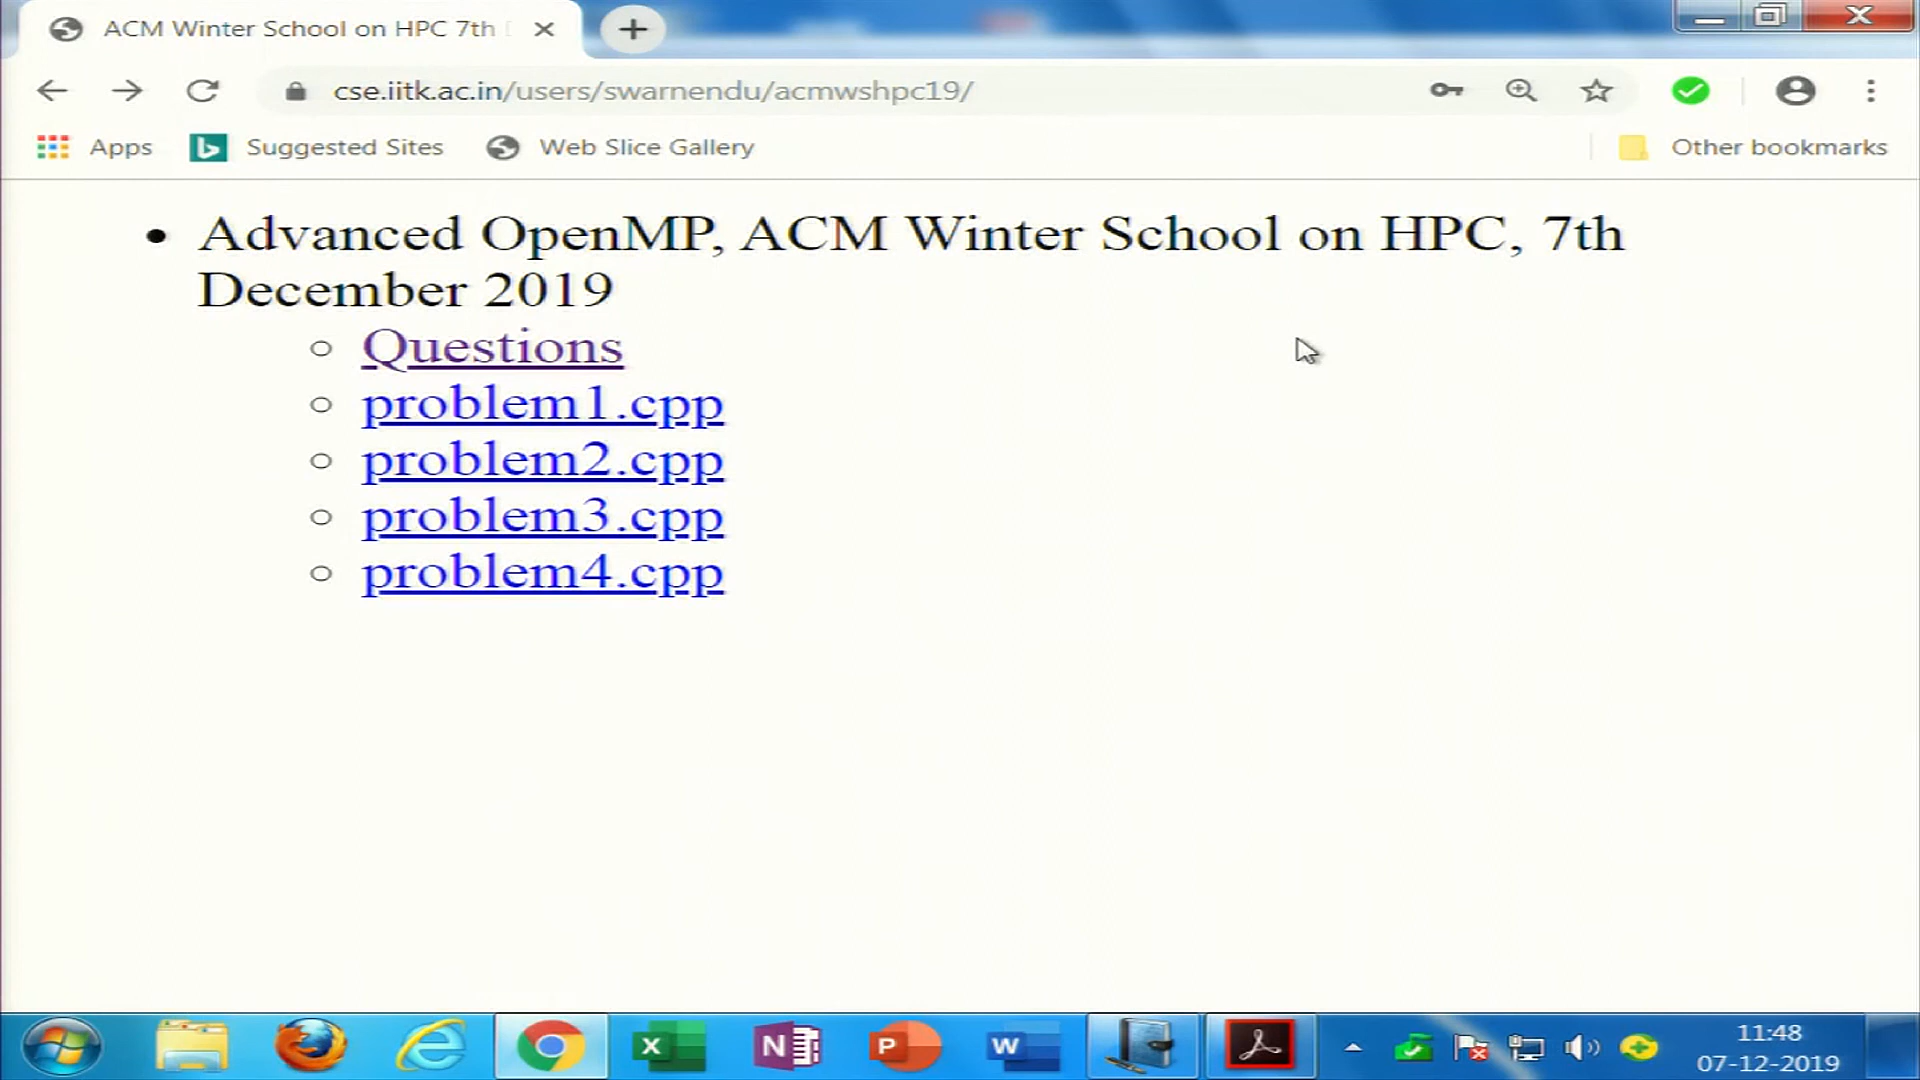 ACM Winter School on HPC 7th
cse.iitk.ac.in/users/swarnendu/acmwshpc19/
Apps Suggested Sites Web Slice Gallery Other bookmarks
Advanced OpenMP, ACM Winter School on HPC, 7th
December 2019
Questions
problem1.cpp
problem2.cpp
problem3.cpp
problem4.cpp
11:48
07-12-2019